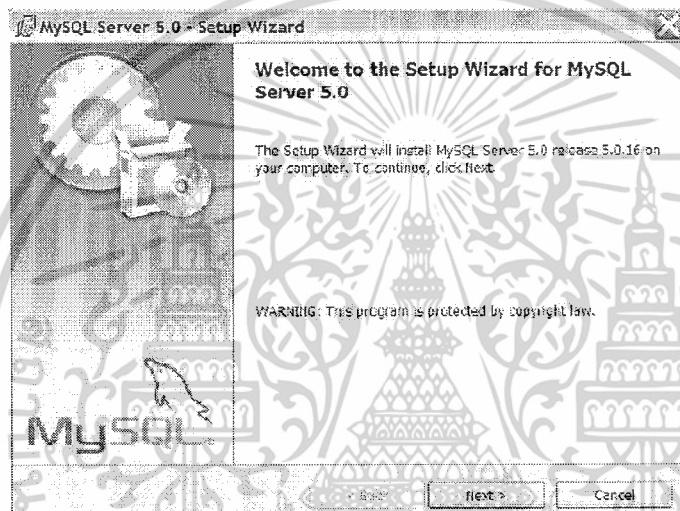 MySQL Server 5.0 - Setup Wizard
Welcome to the Setup Wizard for MySQL
Server 5.0
The Setup Wizard will install MySQL Server 5.0 release 5.0.16 on
your computer. To continue, click Next.
WARNING: This program is protected by copyright law.
MySQL
< Back
Next >
Cancel